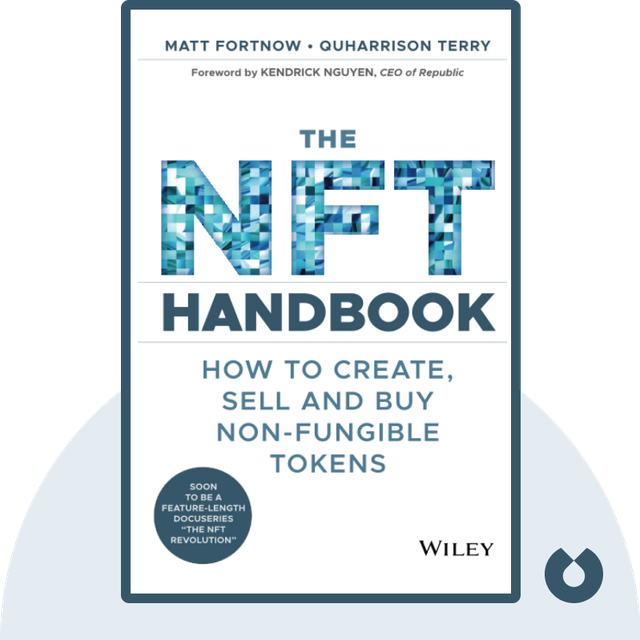 MATT FORTNOW • QUHARRISON TERRY
Foreword by KENDRICK NGUYEN, CEO of Republic
THE
NFT
HANDBOOK
HOW TO CREATE,
SELL AND BUY
NON-FUNGIBLE
TOKENS
SOON
TO BE A
FEATURE-LENGTH
DOCUSERIES
“THE NFT
REVOLUTION”
WILEY